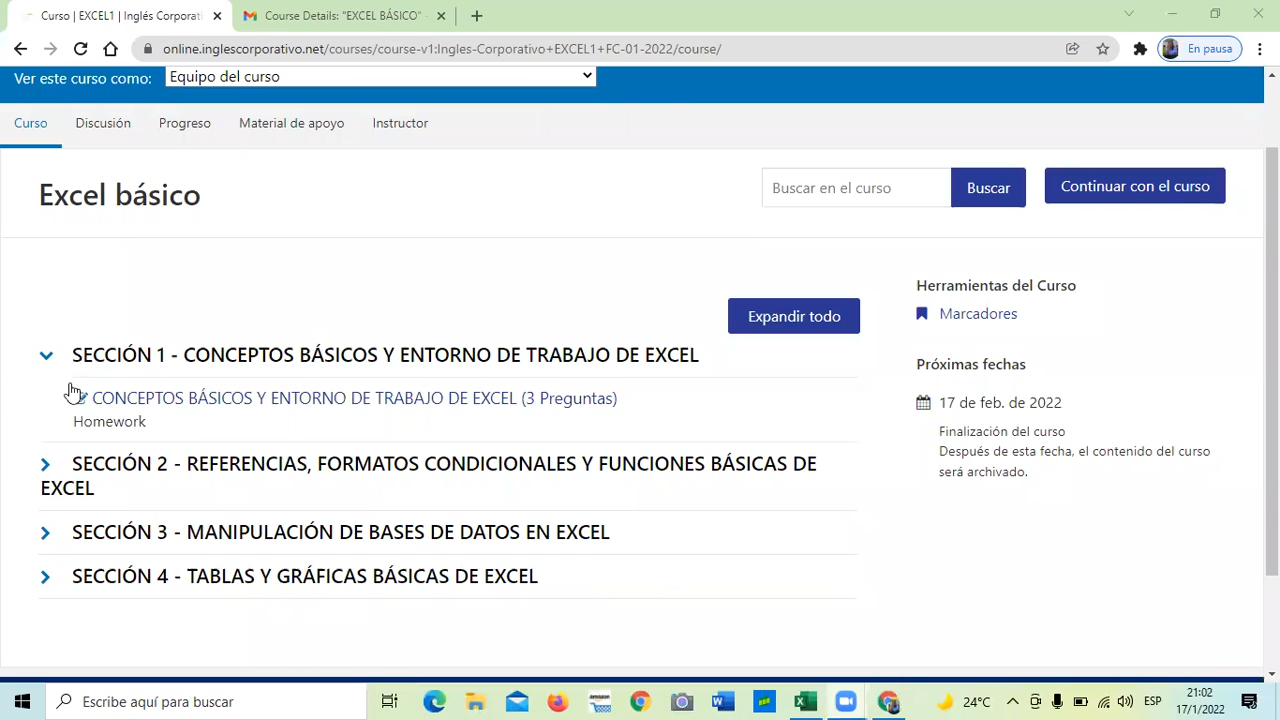 Curso | EXCEL1 | Inglés Corporati
Course Details: "EXCEL BÁSICO" -
online.inglescorporativo.net/courses/course-v1:Ingles-Corporativo+EXCEL1+FC-01-2022/course/
En pausa
Ver este curso como:
Equipo del curso
Curso
Discusión
Progreso
Material de apoyo
Instructor
Excel básico
Buscar en el curso
Buscar
Continuar con el curso
Expandir todo
SECCIÓN 1 - CONCEPTOS BÁSICOS Y ENTORNO DE TRABAJO DE EXCEL
CONCEPTOS BÁSICOS Y ENTORNO DE TRABAJO DE EXCEL (3 Preguntas)
Homework
SECCIÓN 2 - REFERENCIAS, FORMATOS CONDICIONALES Y FUNCIONES BÁSICAS DE
EXCEL
SECCIÓN 3 - MANIPULACIÓN DE BASES DE DATOS EN EXCEL
SECCIÓN 4 - TABLAS Y GRÁFICAS BÁSICAS DE EXCEL
Herramientas del Curso
Marcadores
Próximas fechas
17 de feb. de 2022
Finalización del curso
Después de esta fecha, el contenido del curso
será archivado.
Escribe aquí para buscar
24°C
ESP
21:02
17/1/2022